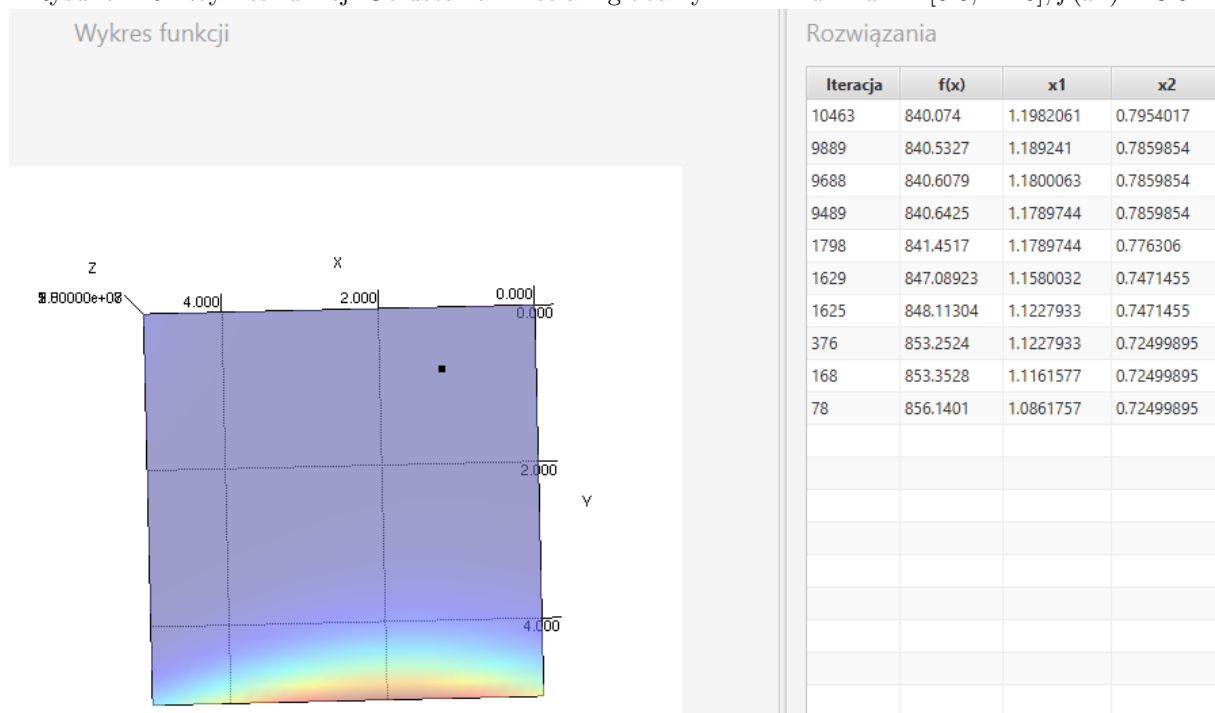 Wykres funkcji
Rozwiązania
Iteracja f(x) x1 x2
10463 840.074 1.1982061 0.7954017
9889 840.5327 1.189241 0.7859854
9688 840.6079 1.1800063 0.7859854
9489 840.6425 1.1789744 0.7859854
1798 841.4517 1.1789744 0.776306
1629 847.08923 1.1580032 0.7471455
1625 848.11304 1.1227933 0.7471455
376 853.2524 1.1227933 0.72499895
168 853.3528 1.1161577 0.72499895
78 856.1401 1.0861757 0.72499895
Z
X
4.000
2.000
0.000
0.000
2.000
Y
4.000